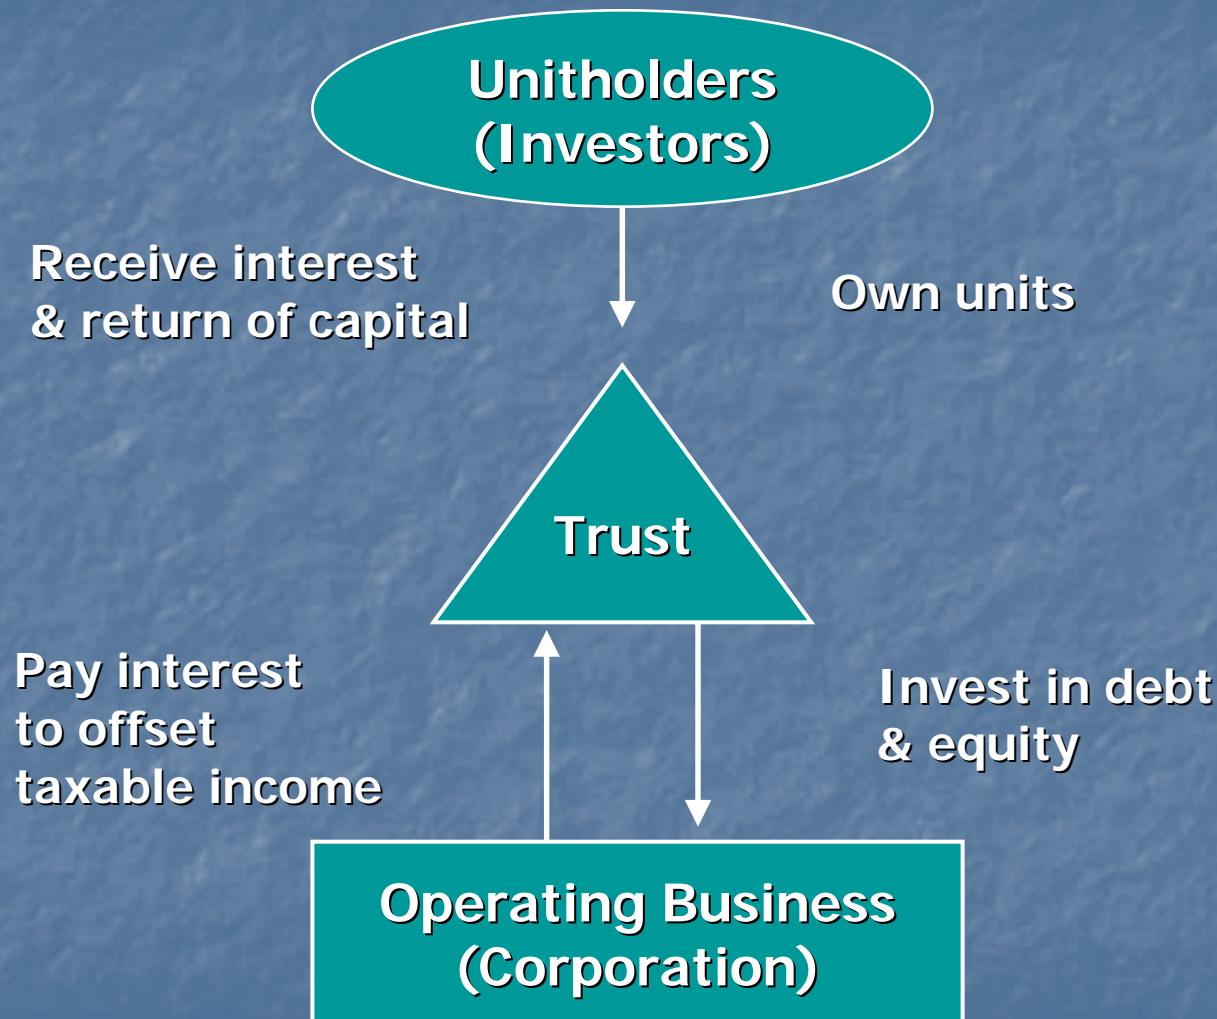 Unitholders
(Investors)
Receive interest
& return of capital
Own units
Trust
Pay interest
to offset
taxable income
Invest in debt
& equity
Operating Business
(Corporation)